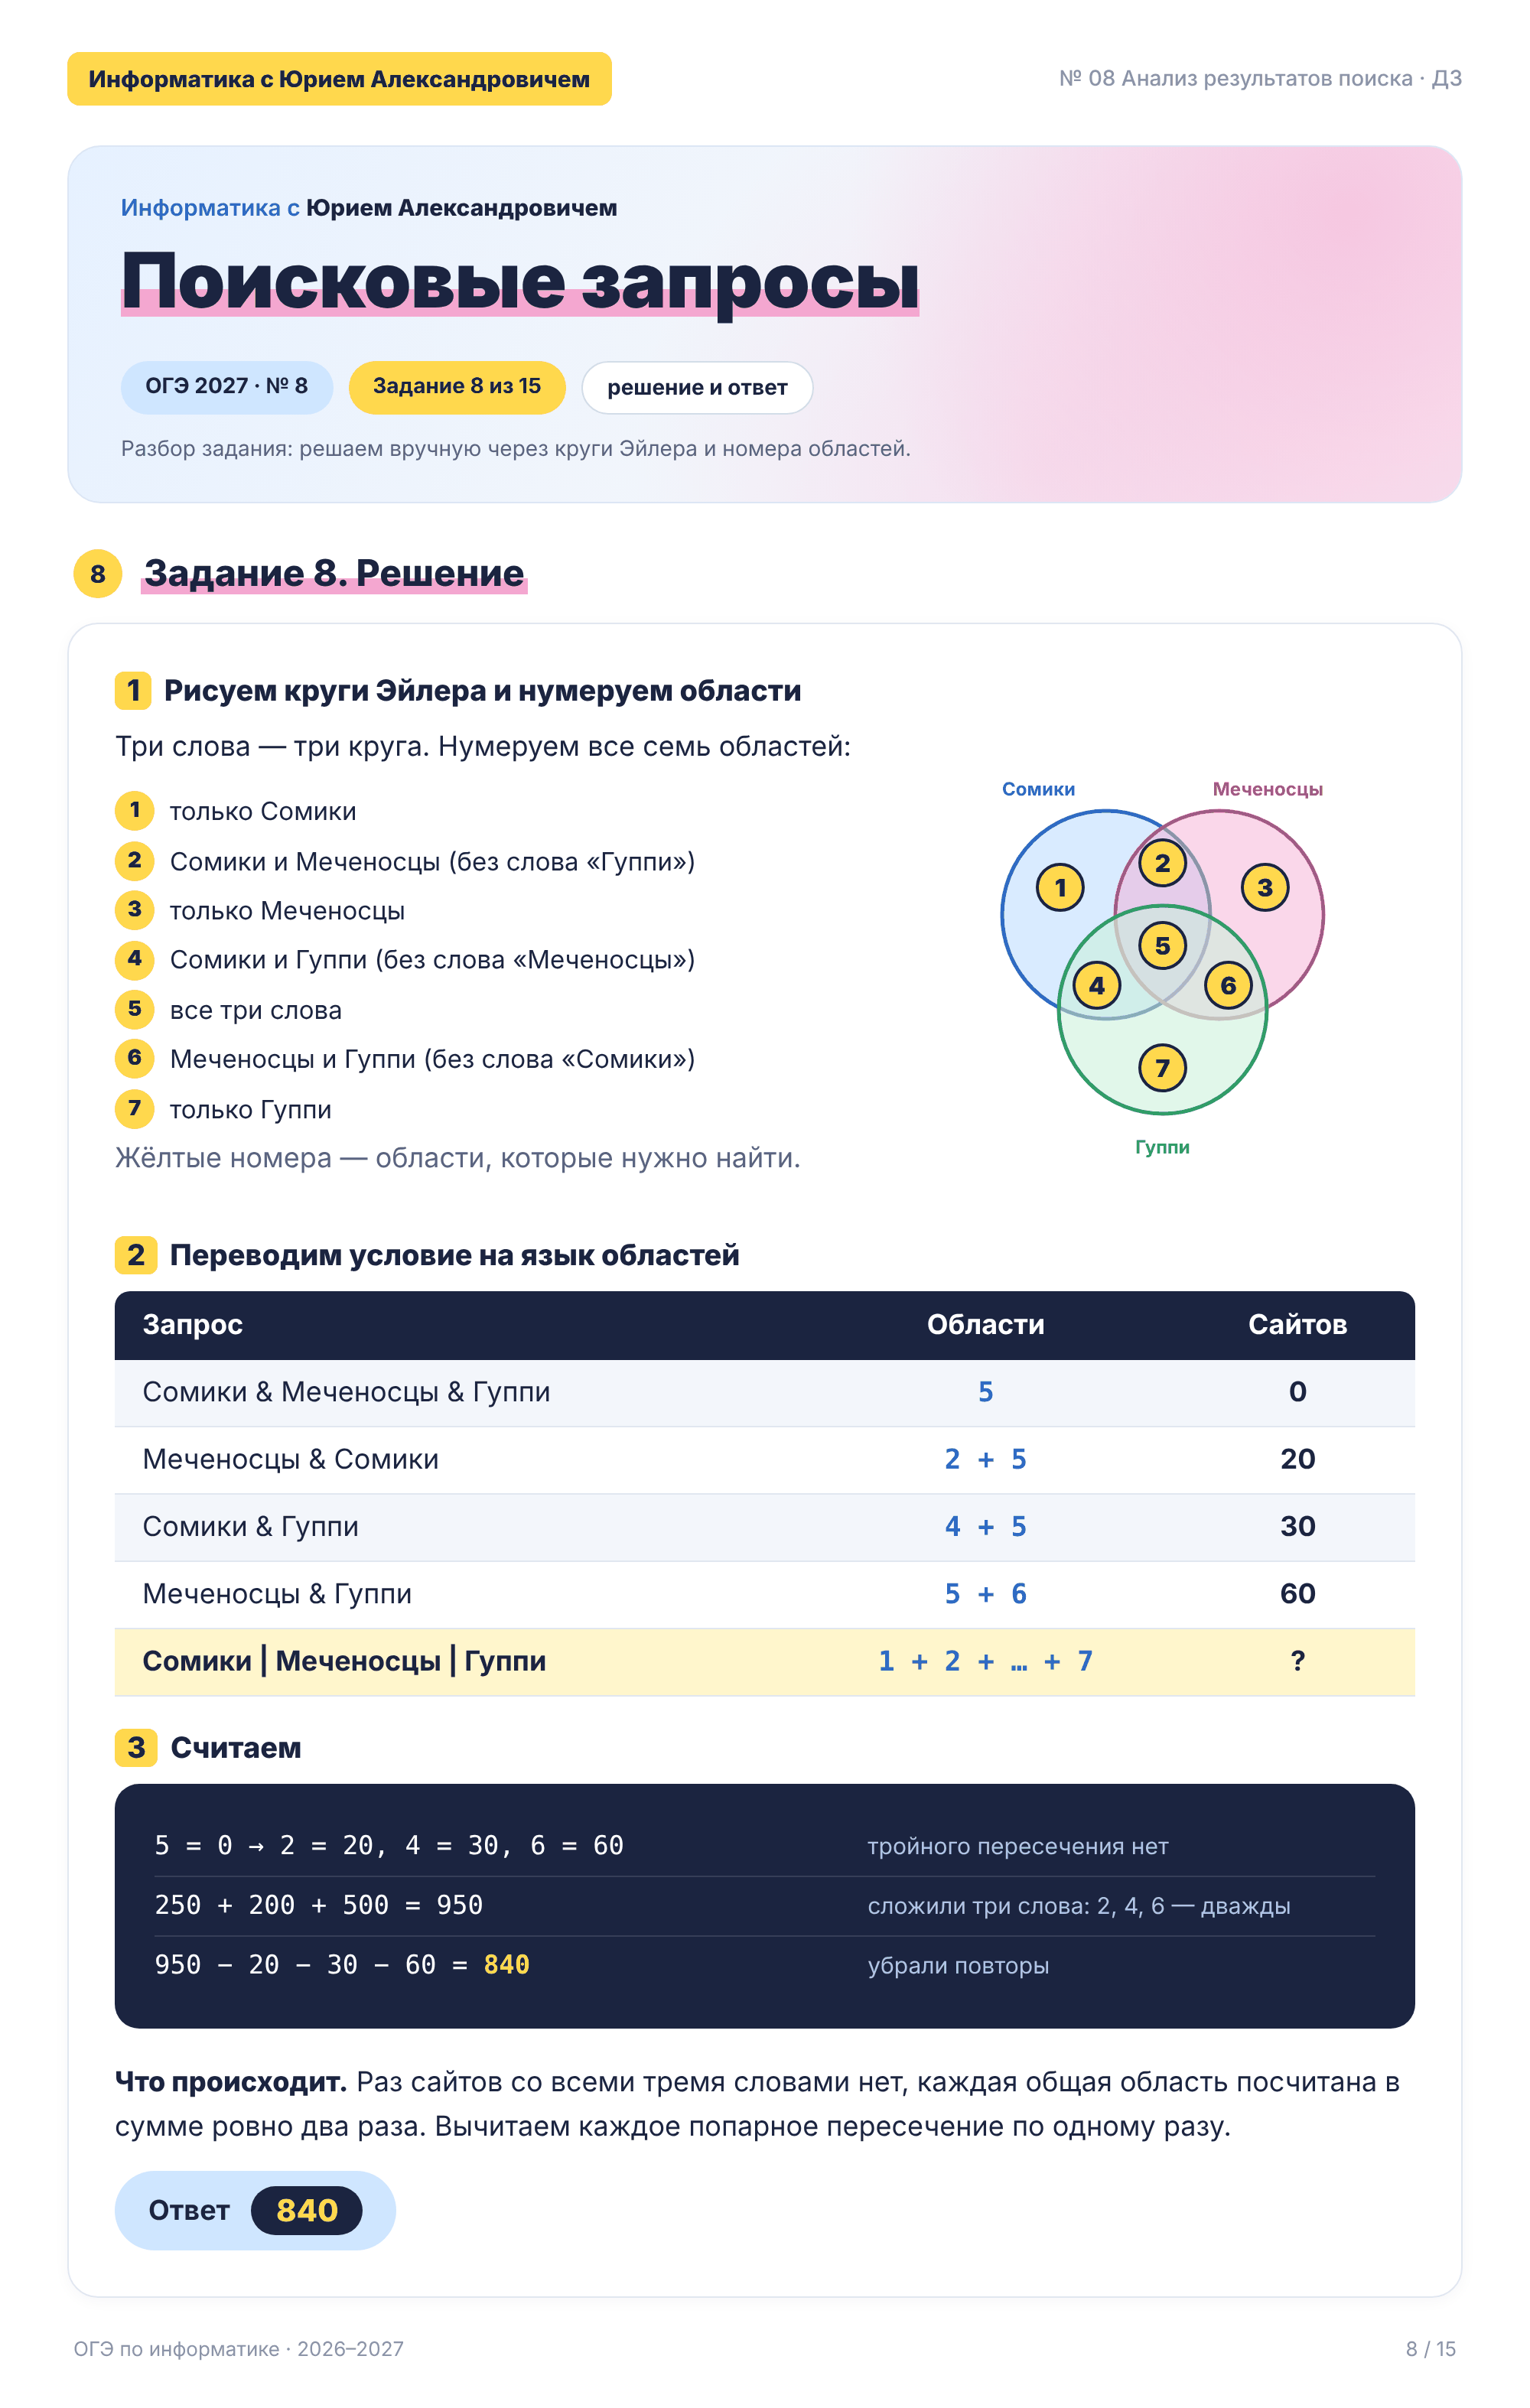 Информатика с Юрием Александровичем
№ 08 Анализ результатов поиска · ДЗ
Информатика с Юрием Александровичем
Поисковые запросы
ОГЭ 2027 · № 8
Задание 8 из 15
решение и ответ
Разбор задания: решаем вручную через круги Эйлера и номера областей.
8 Задание 8. Решение
1 Рисуем круги Эйлера и нумеруем области
Три слова — три круга. Нумеруем все семь областей:
1 только Сомики
2 Сомики и Меченосцы (без слова «Гуппи»)
3 только Меченосцы
4 Сомики и Гуппи (без слова «Меченосцы»)
5 все три слова
6 Меченосцы и Гуппи (без слова «Сомики»)
7 только Гуппи
Жёлтые номера — области, которые нужно найти.
Сомики Меченосцы
2
1 3
5
4 6
7
Гуппи
2 Переводим условие на язык областей
Запрос Области Сайтов
Сомики & Меченосцы & Гуппи 5 0
Меченосцы & Сомики 2 + 5 20
Сомики & Гуппи 4 + 5 30
Меченосцы & Гуппи 5 + 6 60
Сомики | Меченосцы | Гуппи 1 + 2 + … + 7 ?
3 Считаем
5 = 0 → 2 = 20, 4 = 30, 6 = 60 тройного пересечения нет
250 + 200 + 500 = 950 сложили три слова: 2, 4, 6 — дважды
950 − 20 − 30 − 60 = 840 убрали повторы
Что происходит. Раз сайтов со всеми тремя словами нет, каждая общая область посчитана в
сумме ровно два раза. Вычитаем каждое попарное пересечение по одному разу.
Ответ 840
ОГЭ по информатике · 2026–2027
8 / 15